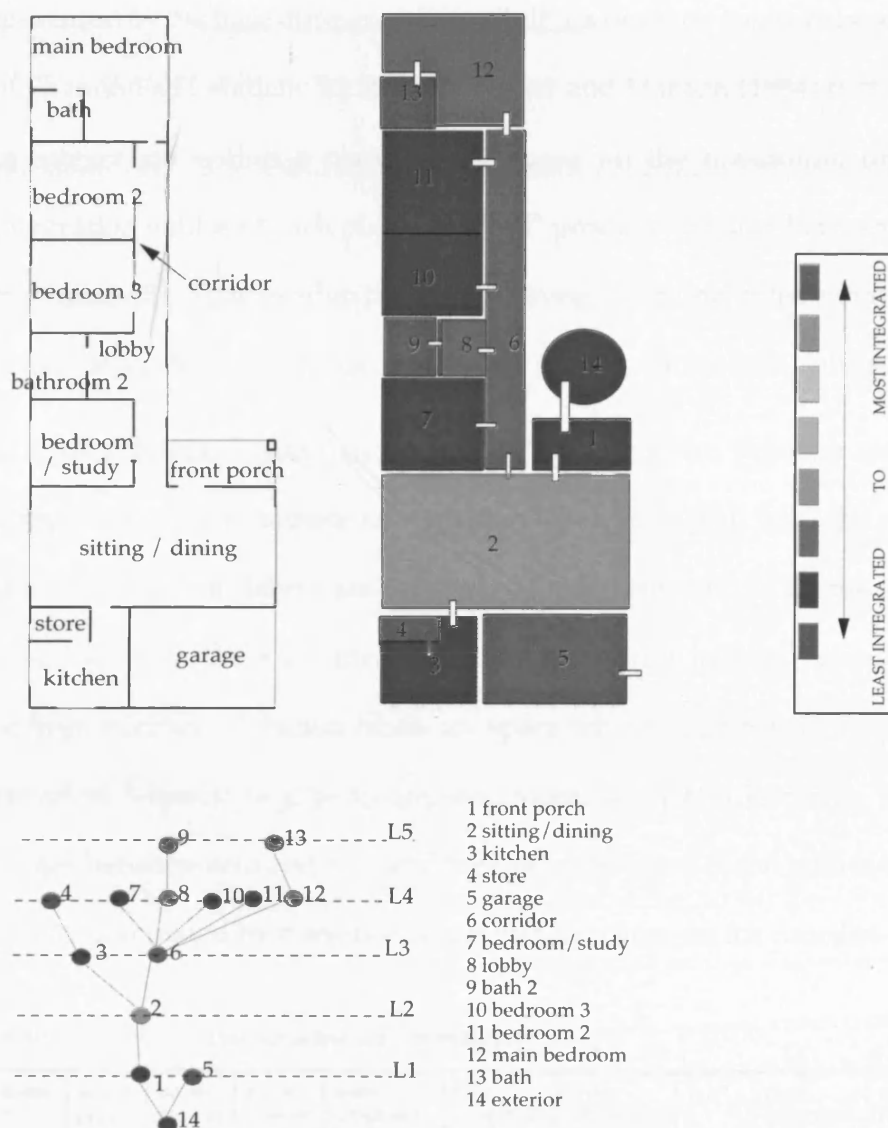 main bedroom
bath
bedroom 2
corridor
bedroom 3
lobby
bathroom 2
bedroom
/ study
front porch
sitting / dining
store
garage
kitchen
12
13
11
10
9
8
6
14
7
1
2
4
3
5
MOST INTEGRATED
TO
LEAST INTEGRATED
9
13
L5
4
7
8
10
11
12
L4
3
6
L3
2
L2
1
5
L1
14
1 front porch
2 sitting/dining
3 kitchen
4 store
5 garage
6 corridor
7 bedroom/study
8 lobby
9 bath 2
10 bedroom 3
11 bedroom 2
12 main bedroom
13 bath
14 exterior